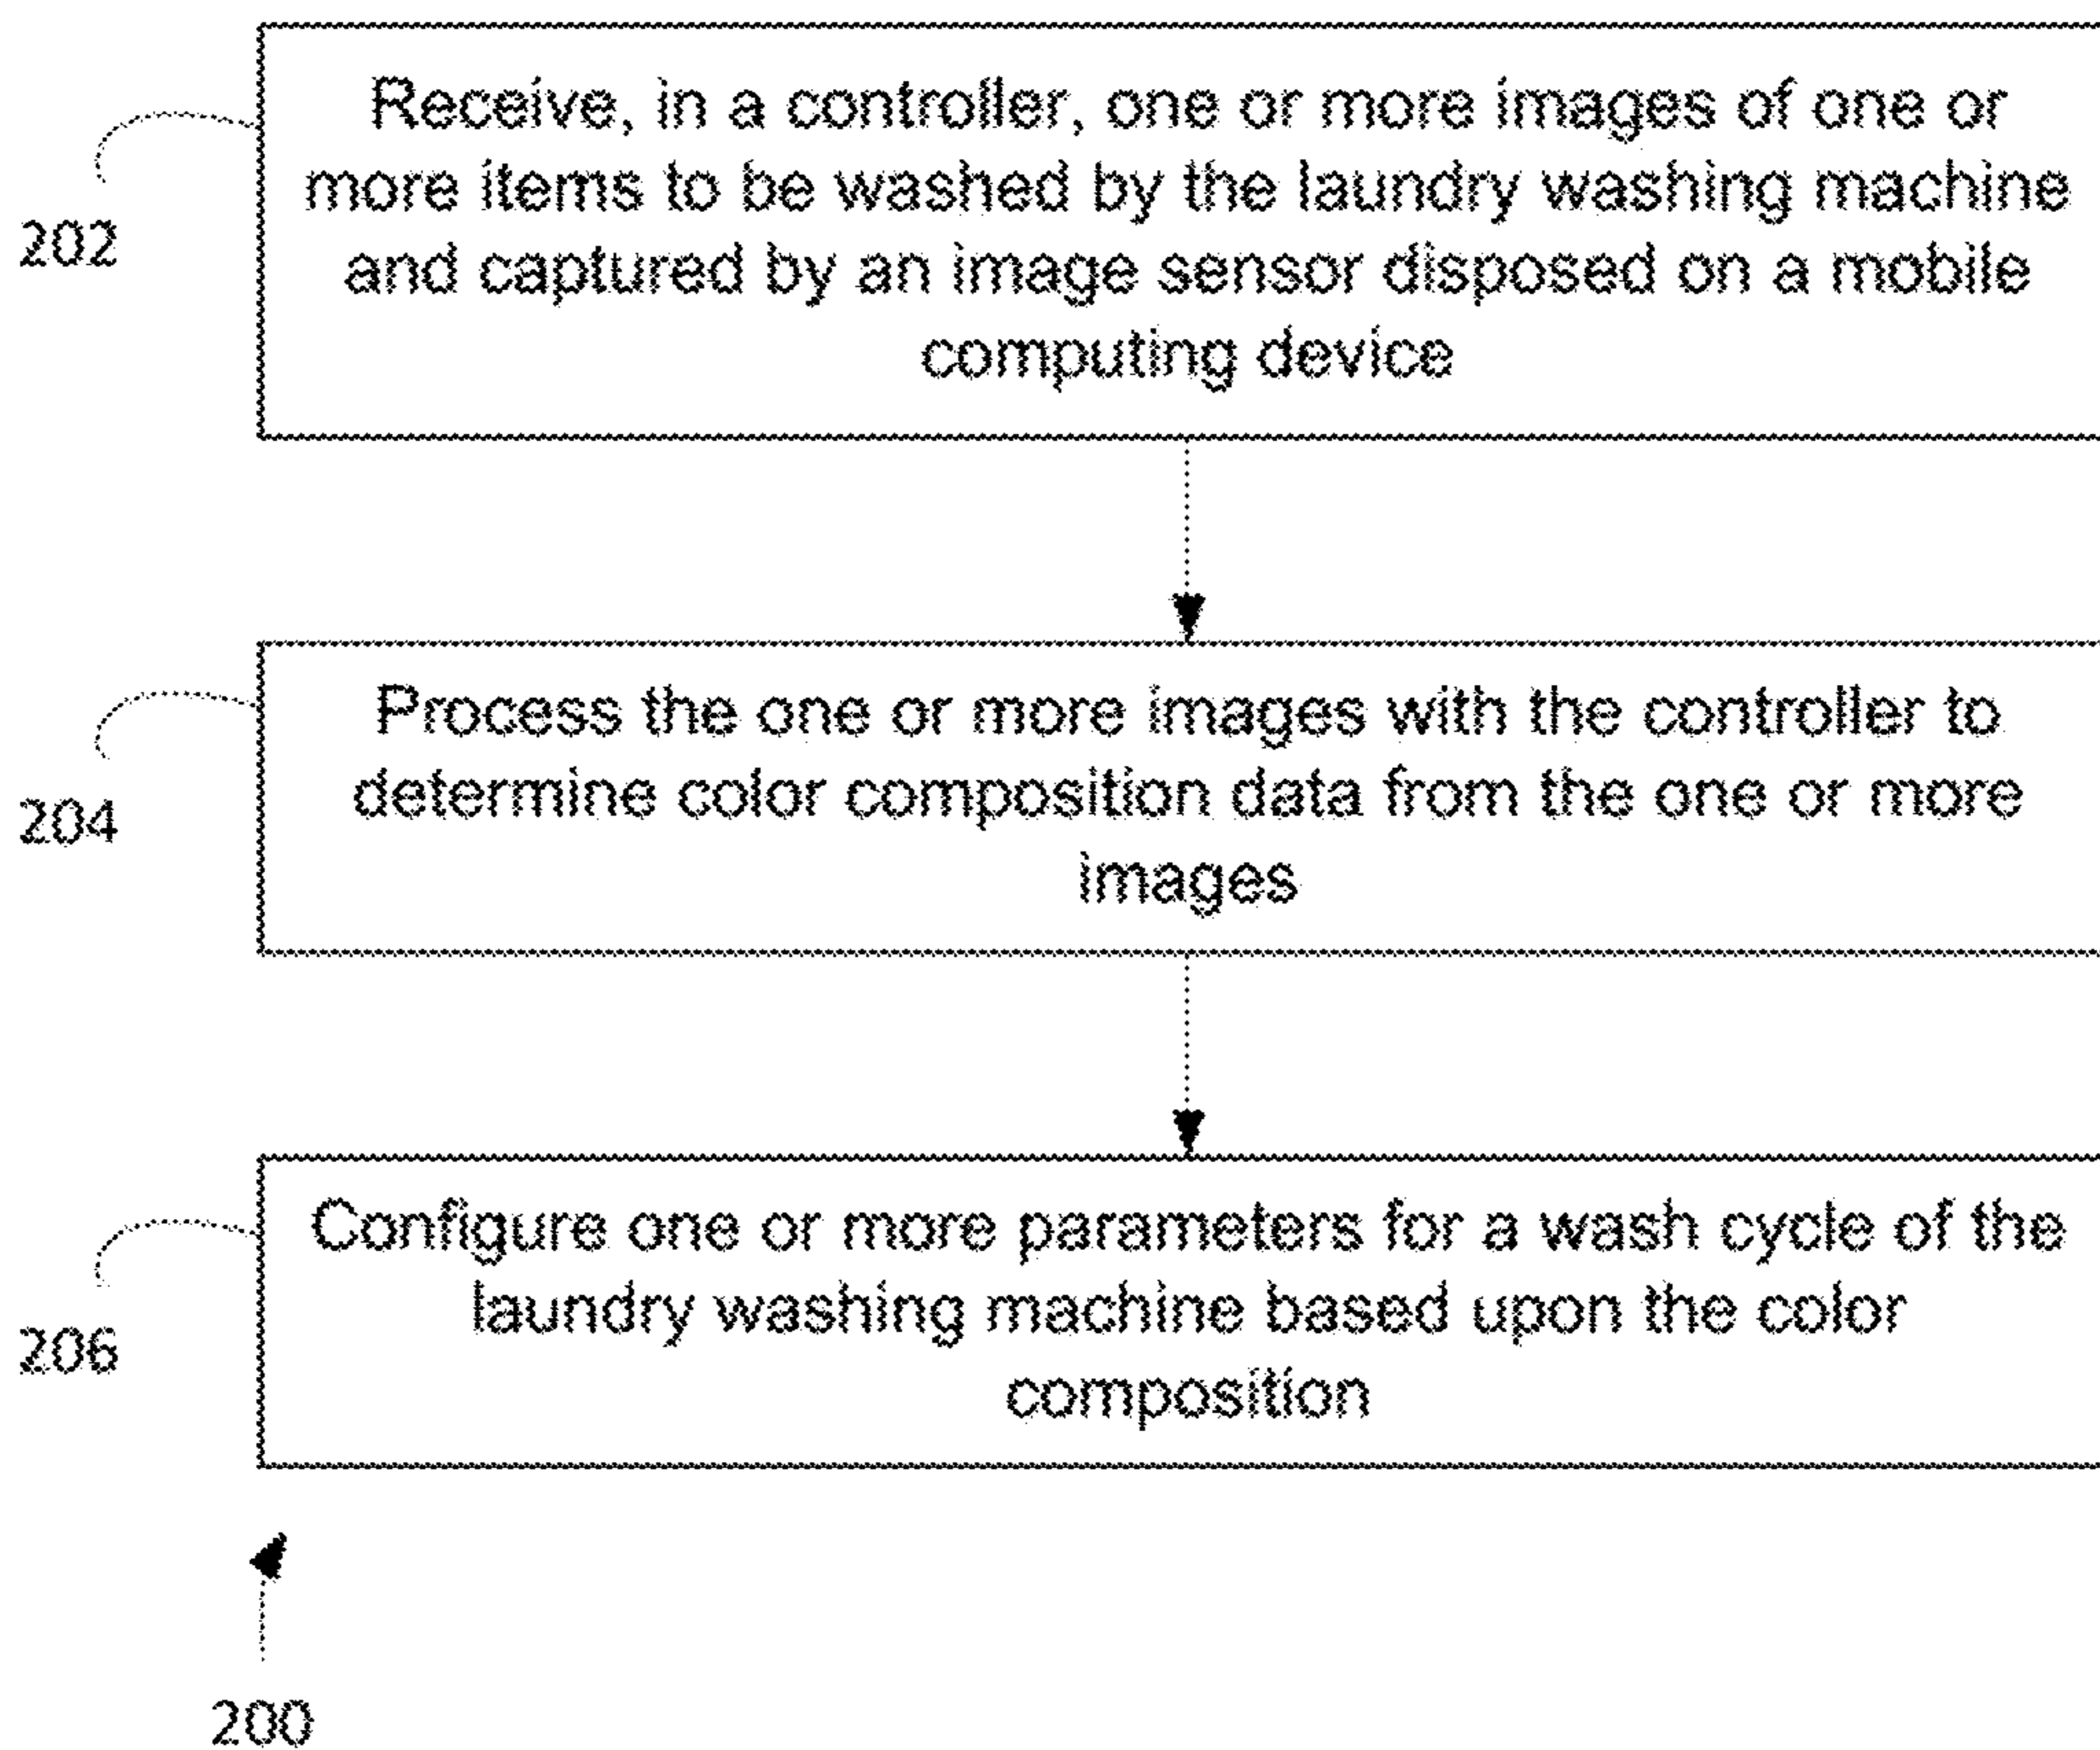 Receive, in a controller, one or more images of one or
more items to be washed by the laundry washing machine
and captured by an image sensor disposed on a mobile
computing device
202
Process the one or more images with the controller to
determine color composition data from the one or more
images
204
Configure one or more parameters for a wash cycle of the
laundry washing machine based upon the color
composition
206
200